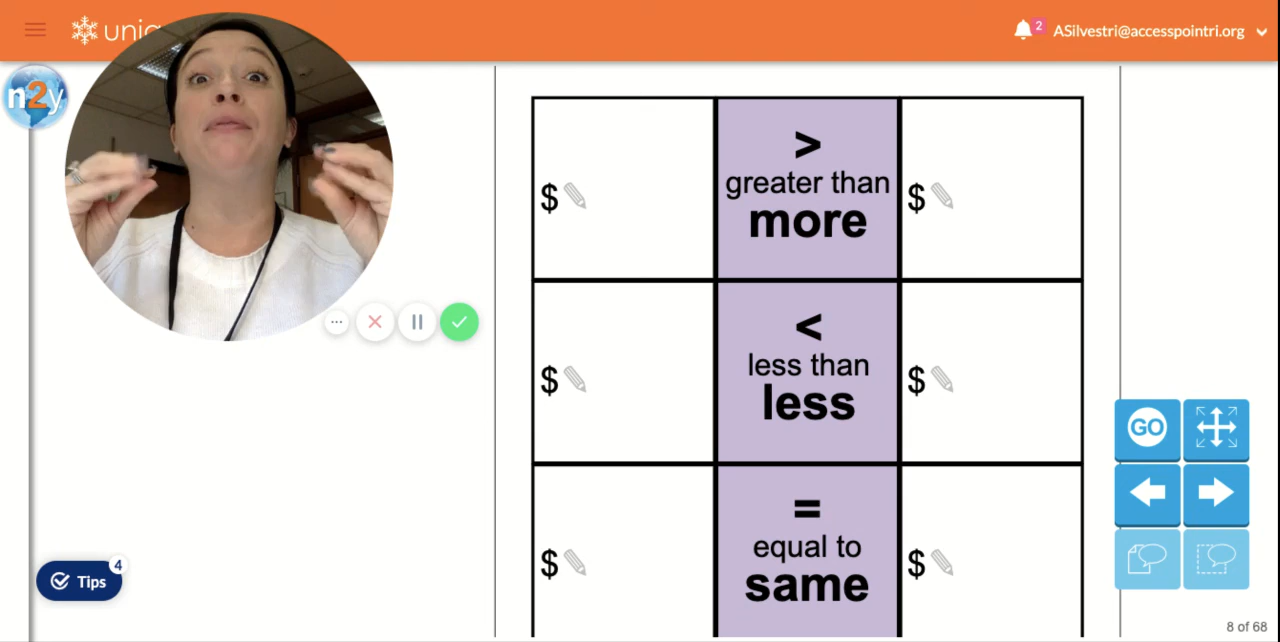 uniq
2
ASilvestri@accesspointri.org
n2y
$
>
greater than
more
$
$
<
less than
less
$
$
=
equal to
same
$
GO
Tips
4
8 of 68